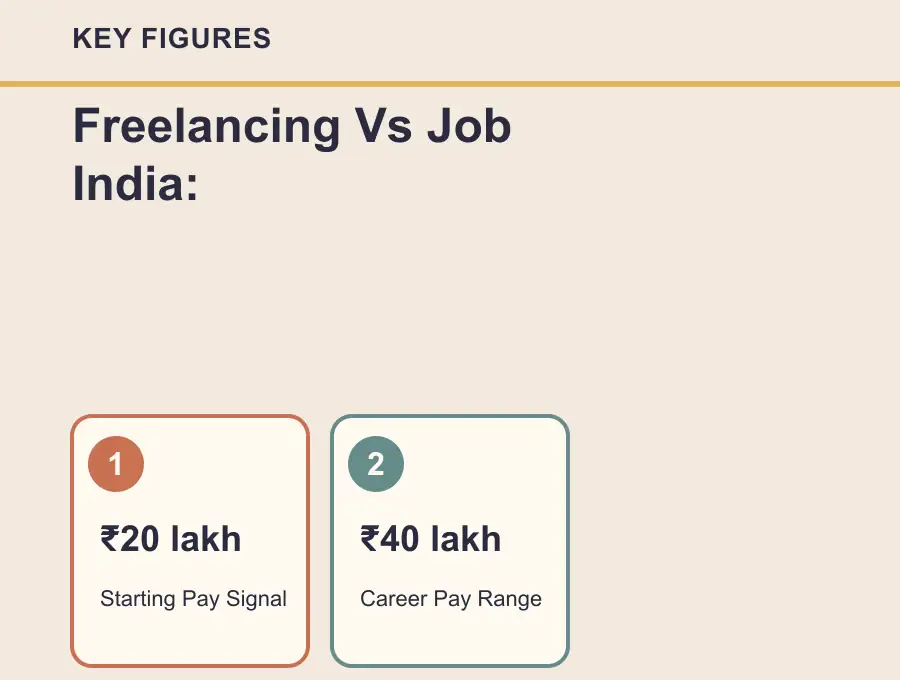 KEY FIGURES
Freelancing Vs Job
India:
1
₹20 lakh
Starting Pay Signal
2
₹40 lakh
Career Pay Range